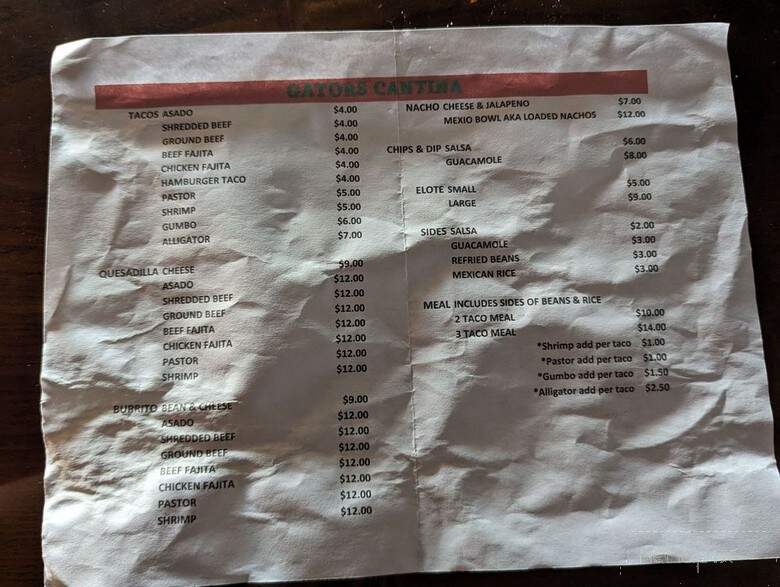 GATORS CANTINA
TACOS ASADO $4.00
SHREDDED BEEF $4.00
GROUND BEEF $4.00
BEEF FAJITA $4.00
CHICKEN FAJITA $4.00
HAMBURGER TACO $4.00
PASTOR $5.00
SHRIMP $5.00
GUMBO $6.00
ALLIGATOR $7.00
QUESADILLA CHEESE $9.00
ASADO $12.00
SHREDDED BEEF $12.00
GROUND BEEF $12.00
BEEF FAJITA $12.00
CHICKEN FAJITA $12.00
PASTOR $12.00
SHRIMP $12.00
BURRITO BEAN & CHEESE $9.00
ASADO $12.00
SHREDDED BEEF $12.00
GROUND BEEF $12.00
BEEF FAJITA $12.00
CHICKEN FAJITA $12.00
PASTOR $12.00
SHRIMP $12.00
NACHO CHEESE & JALAPENO $7.00
MEXIO BOWL AKA LOADED NACHOS $12.00
CHIPS & DIP SALSA $6.00
GUACAMOLE $8.00
ELOTE SMALL $5.00
LARGE $9.00
SIDES SALSA $2.00
GUACAMOLE $3.00
REFRIED BEANS $3.00
MEXICAN RICE $3.00
MEAL INCLUDES SIDES OF BEANS & RICE
2 TACO MEAL $10.00
3 TACO MEAL $14.00
*Shrimp add per taco $1.00
*Pastor add per taco $1.00
*Gumbo add per taco $1.50
*Alligator add per taco $2.50